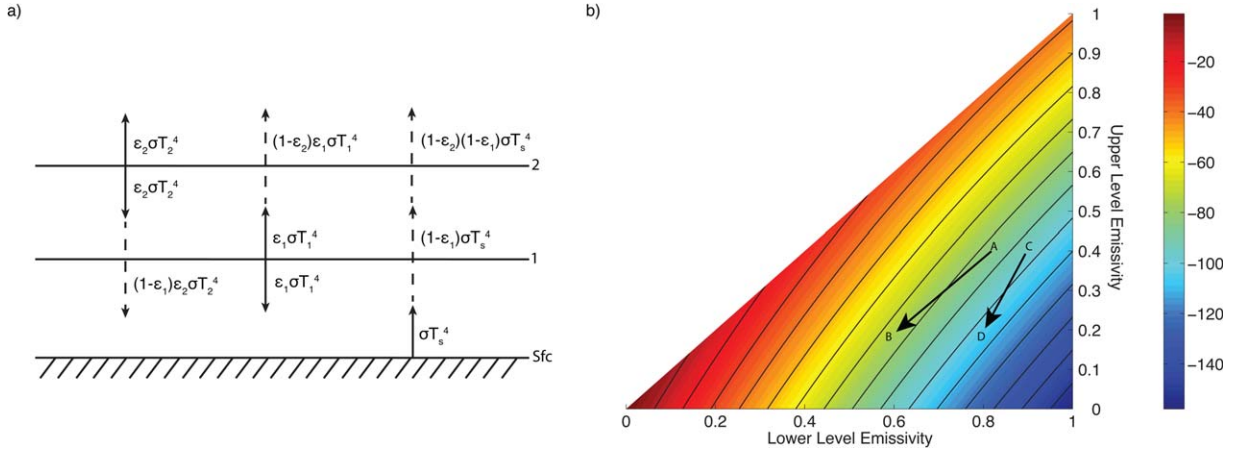 a)
ε₂σT₂⁴
(1-ε₂)ε₁σT₁⁴
(1-ε₂)(1-ε₁)σTₛ⁴
2
ε₂σT₂⁴
ε₁σT₁⁴
(1-ε₁)σTₛ⁴
1
(1-ε₁)ε₂σT₂⁴
ε₁σT₁⁴
σTₛ⁴
Sfc
b)
1
0.9
0.8
0.7
0.6
0.5
0.4
0.3
0.2
0.1
0
Upper Level Emissivity
A
C
B
D
0
0.2
0.4
0.6
0.8
1
Lower Level Emissivity
−20
−40
−60
−80
−100
−120
−140